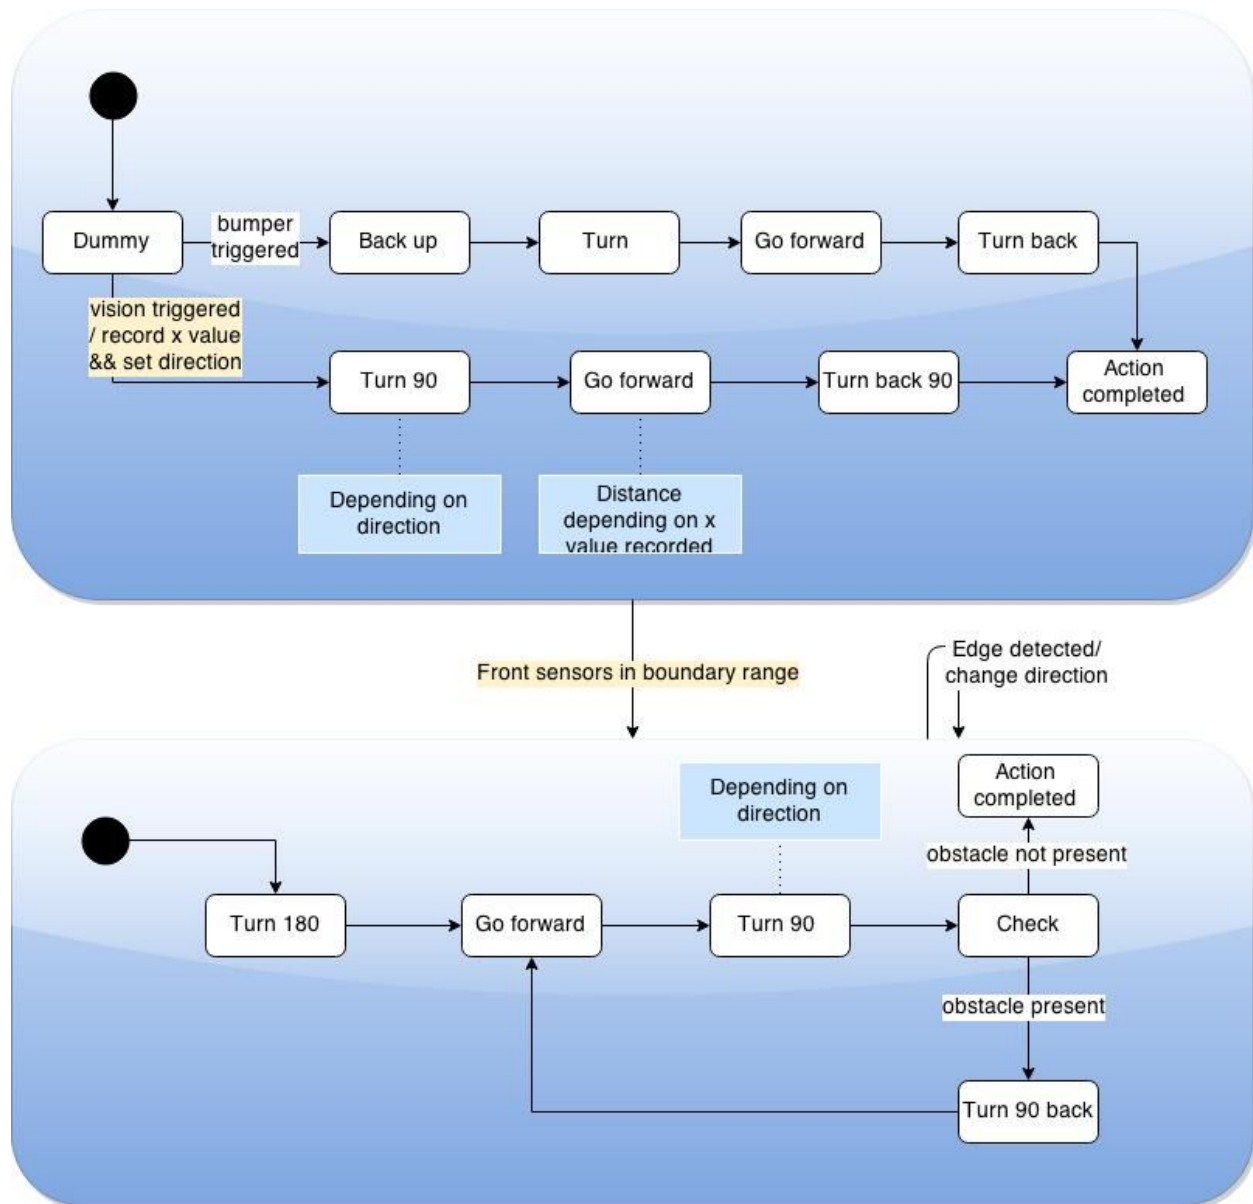 Dummy
bumper
triggered
Back up
Turn
Go forward
Turn back
vision triggered
/ record x value
&& set direction
Turn 90
Go forward
Turn back 90
Action
completed
Depending on
direction
Distance
depending on x
value recorded
Front sensors in boundary range
Edge detected/
change direction
Depending on
direction
Action
completed
obstacle not present
Turn 180
Go forward
Turn 90
Check
obstacle present
Turn 90 back